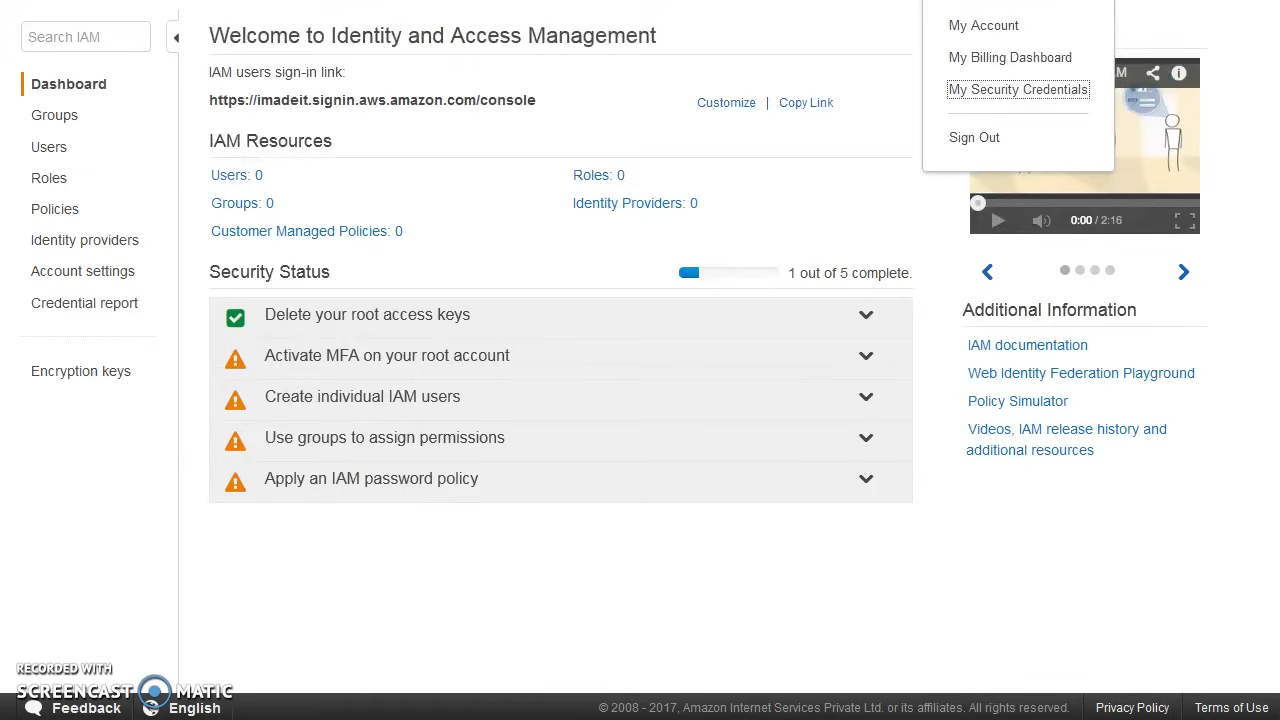 Search IAM
Dashboard
Groups
Users
Roles
Policies
Identity providers
Account settings
Credential report
Encryption keys
Welcome to Identity and Access Management
IAM users sign-in link:
https://imadeit.signin.aws.amazon.com/console
Customize | Copy Link
IAM Resources
Users: 0
Roles: 0
Groups: 0
Identity Providers: 0
Customer Managed Policies: 0
Security Status
1 out of 5 complete.
Delete your root access keys
Activate MFA on your root account
Create individual IAM users
Use groups to assign permissions
Apply an IAM password policy
My Account
My Billing Dashboard
My Security Credentials
Sign Out
0:00 / 2:16
Additional Information
IAM documentation
Web Identity Federation Playground
Policy Simulator
Videos, IAM release history and
additional resources
RECORDED WITH
SCREENCAST MATIC
Feedback
English
© 2008 - 2017, Amazon Internet Services Private Ltd. or its affiliates. All rights reserved.
Privacy Policy
Terms of Use